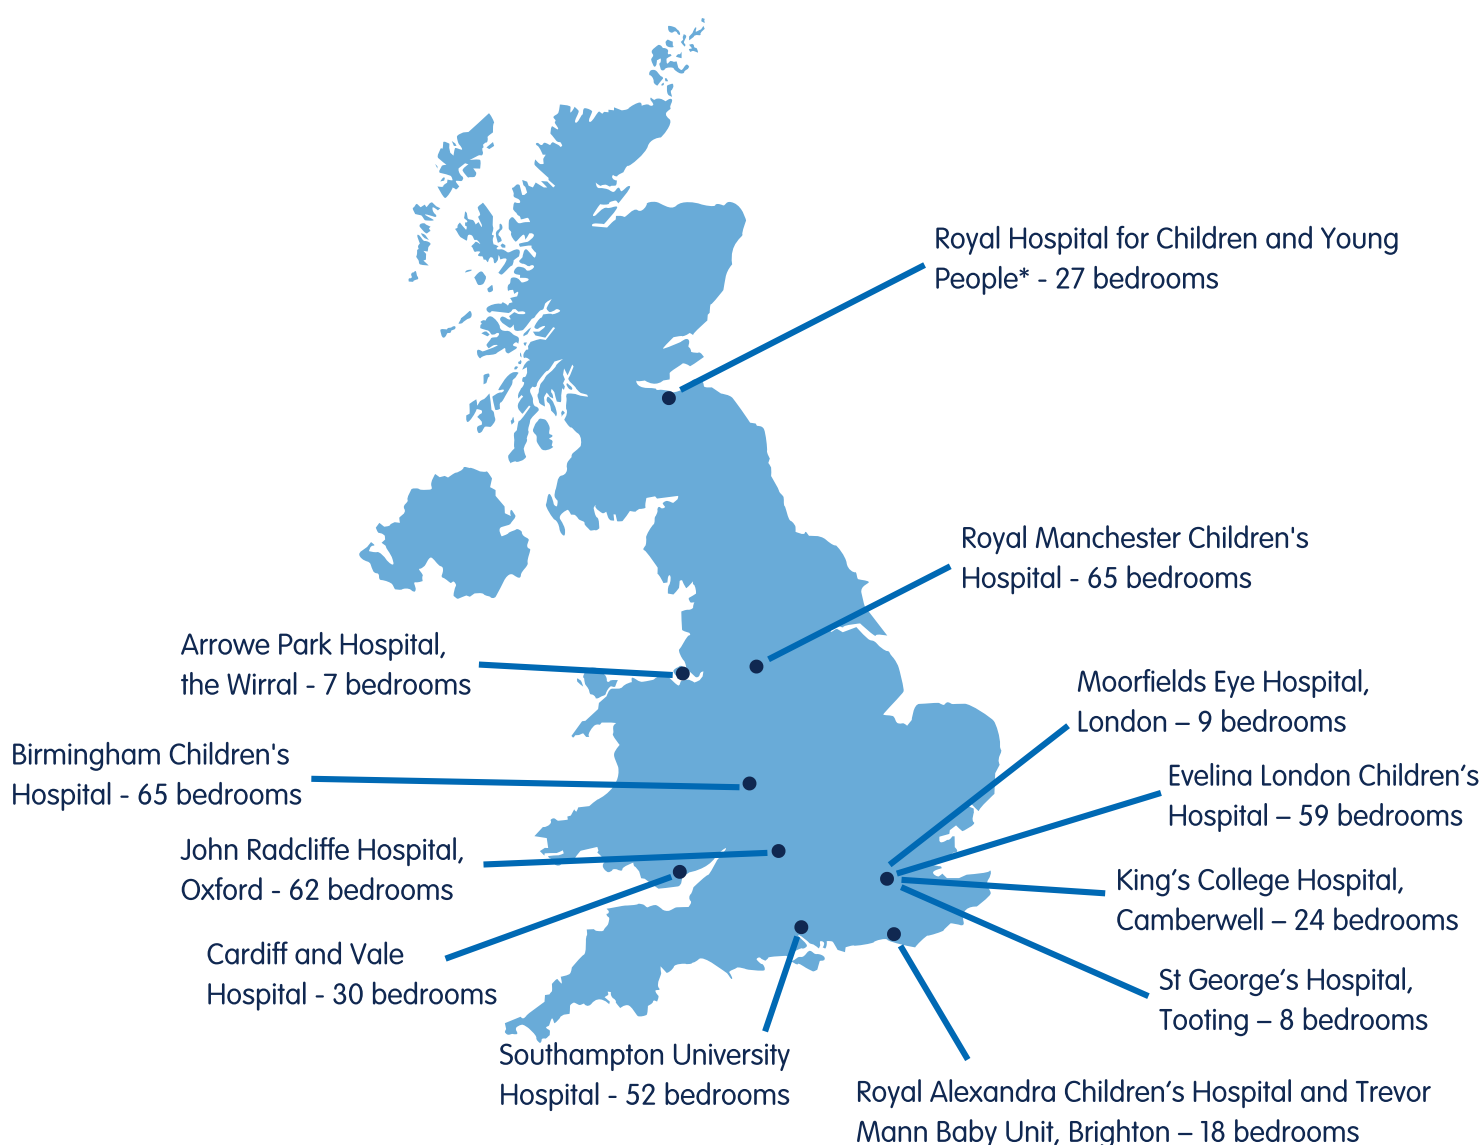 Royal Hospital for Children and Young
People* - 27 bedrooms
Royal Manchester Children's
Hospital - 65 bedrooms
Arrowe Park Hospital,
the Wirral - 7 bedrooms
Moorfields Eye Hospital,
London – 9 bedrooms
Birmingham Children's
Hospital - 65 bedrooms
Evelina London Children’s
Hospital – 59 bedrooms
John Radcliffe Hospital,
Oxford - 62 bedrooms
King’s College Hospital,
Camberwell – 24 bedrooms
Cardiff and Vale
Hospital - 30 bedrooms
St George’s Hospital,
Tooting – 8 bedrooms
Southampton University
Hospital - 52 bedrooms
Royal Alexandra Children’s Hospital and Trevor
Mann Baby Unit, Brighton – 18 bedrooms